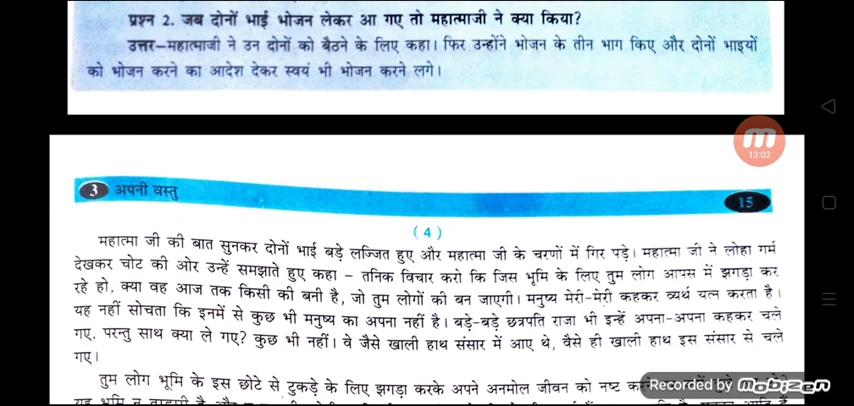 प्रश्न 2. जब दोनों भाई भोजन लेकर आ गए तो महात्माजी ने क्या किया?
उत्तर–महात्माजी ने उन दोनों को बैठने के लिए कहा। फिर उन्होंने भोजन के तीन भाग किए और दोनों भाइयों
को भोजन करने का आदेश देकर स्वयं भी भोजन करने लगे।
13:02
3 अपनी वस्तु
15
(4)
महात्मा जी की बात सुनकर दोनों भाई बड़े लज्जित हुए और महात्मा जी के चरणों में गिर पड़े। महात्मा जी ने लोहा गर्म
देखकर चोट की ओर उन्हें समझाते हुए कहा – तनिक विचार करो कि जिस भूमि के लिए तुम लोग आपस में झगड़ा कर
रहे हो, क्या वह आज तक किसी की बनी है, जो तुम लोगों की बन जाएगी। मनुष्य मेरी-मेरी कहकर व्यर्थ यत्न करता है।
यह नहीं सोचता कि इनमें से कुछ भी मनुष्य का अपना नहीं है। बड़े-बड़े छत्रपति राजा भी इन्हें अपना-अपना कहकर चले
गए, परन्तु साथ क्या ले गए? कुछ भी नहीं। वे जैसे खाली हाथ संसार में आए थे, वैसे ही खाली हाथ इस संसार से चले
गए।
तुम लोग भूमि के इस छोटे से टुकड़े के लिए झगड़ा करके अपने अनमोल जीवन को नष्ट
Recorded by Mobizen